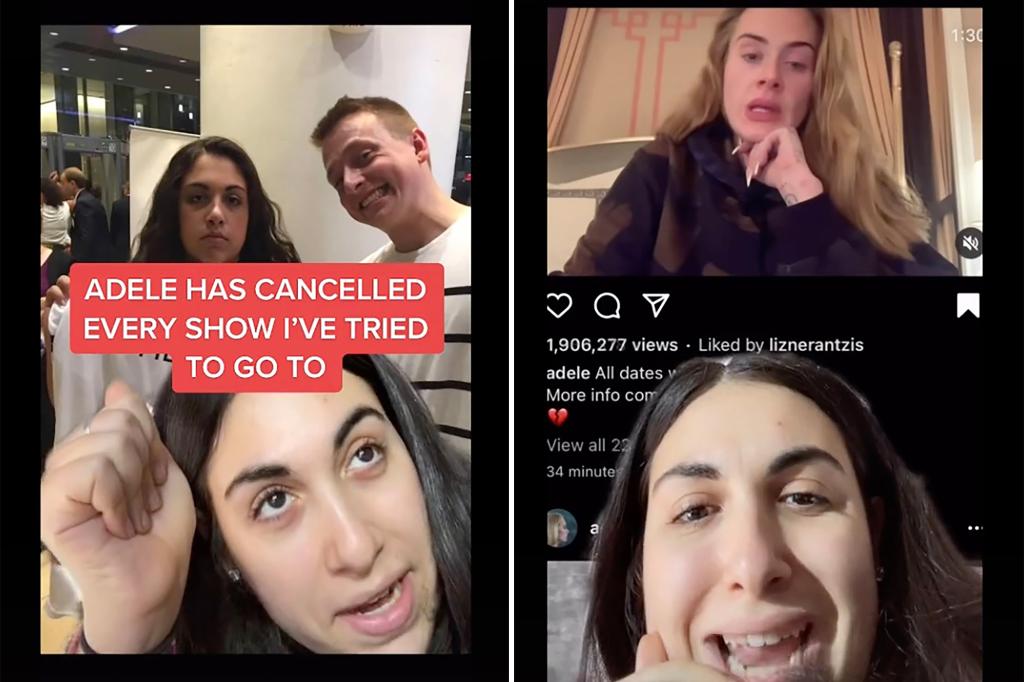 ADELE HAS CANCELLED
EVERY SHOW I'VE TRIED
TO GO TO
1:30
1,906,277 views · Liked by liznerantzis
adele All dates
More info
View all
34